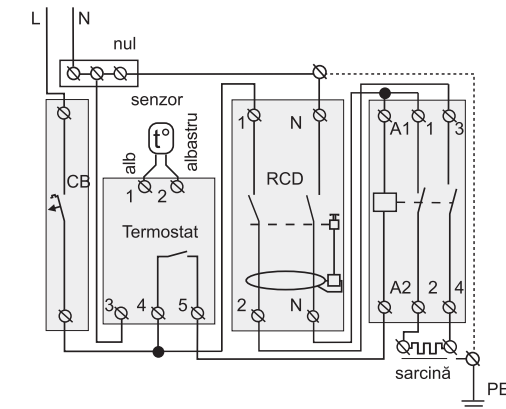 L N
nul
senzor
t°
alb
albastru
1 2
CB
Termostat
3 4 5
1 N
RCD
2 N
A1 1 3
A2 2 4
sarcină
PE